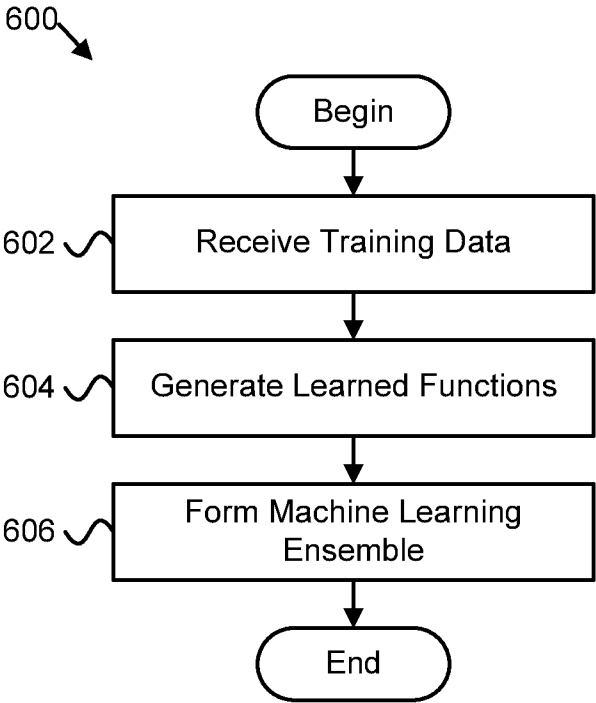 600
Begin
602
Receive Training Data
604
Generate Learned Functions
606
Form Machine Learning
Ensemble
End